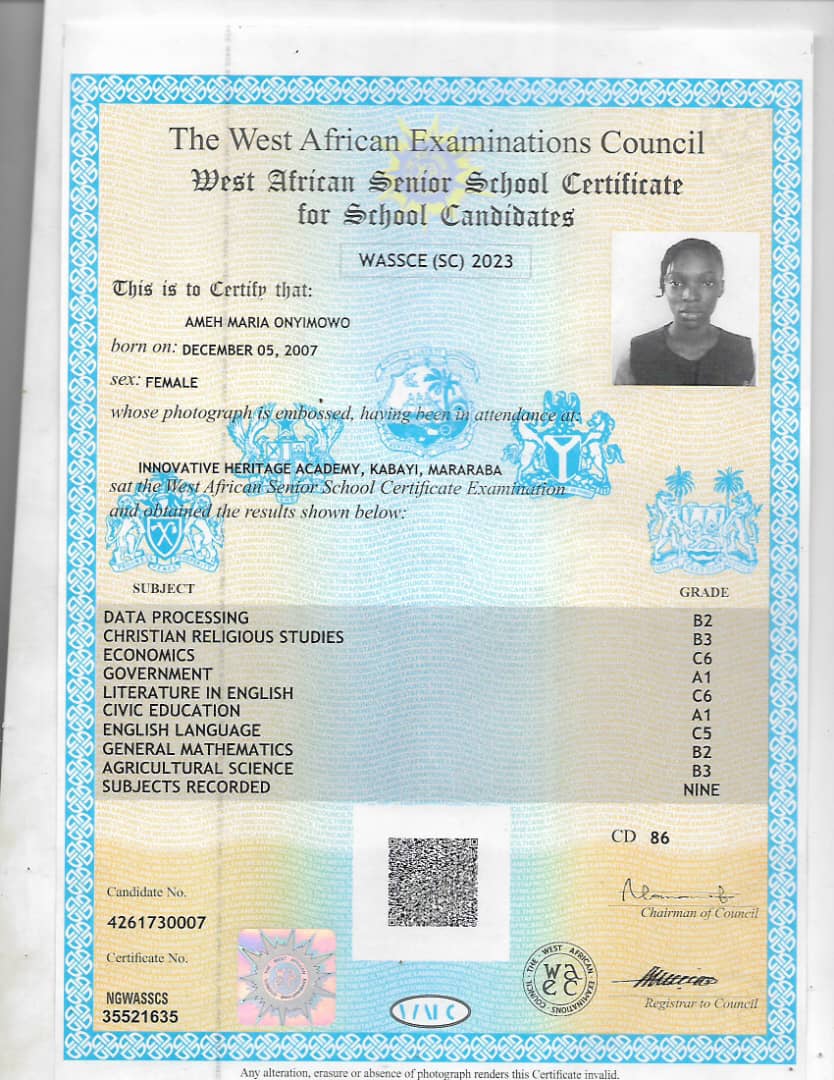 The West African Examinations Council
West African Senior School Certificate
for School Candidates
WASSCE (SC) 2023
This is to Certify that:
AMEH MARIA ONYIMOWO
born on: DECEMBER 05, 2007
sex: FEMALE
whose photograph is embossed, having been in attendance at:
INNOVATIVE HERITAGE ACADEMY, KABAYI, MARARABA
sat the West African Senior School Certificate Examination
and obtained the results shown below:
SUBJECT GRADE
DATA PROCESSING B2
CHRISTIAN RELIGIOUS STUDIES B3
ECONOMICS C6
GOVERNMENT A1
LITERATURE IN ENGLISH C6
CIVIC EDUCATION A1
ENGLISH LANGUAGE C5
GENERAL MATHEMATICS B2
AGRICULTURAL SCIENCE B3
SUBJECTS RECORDED NINE
CD 86
Candidate No.
4261730007
Chairman of Council
Certificate No.
NGWASSCS
35521635
THE WEST AFRICAN EXAMINATIONS COUNCIL
waec
Registrar to Council
Any alteration, erasure or absence of photograph renders this Certificate invalid.